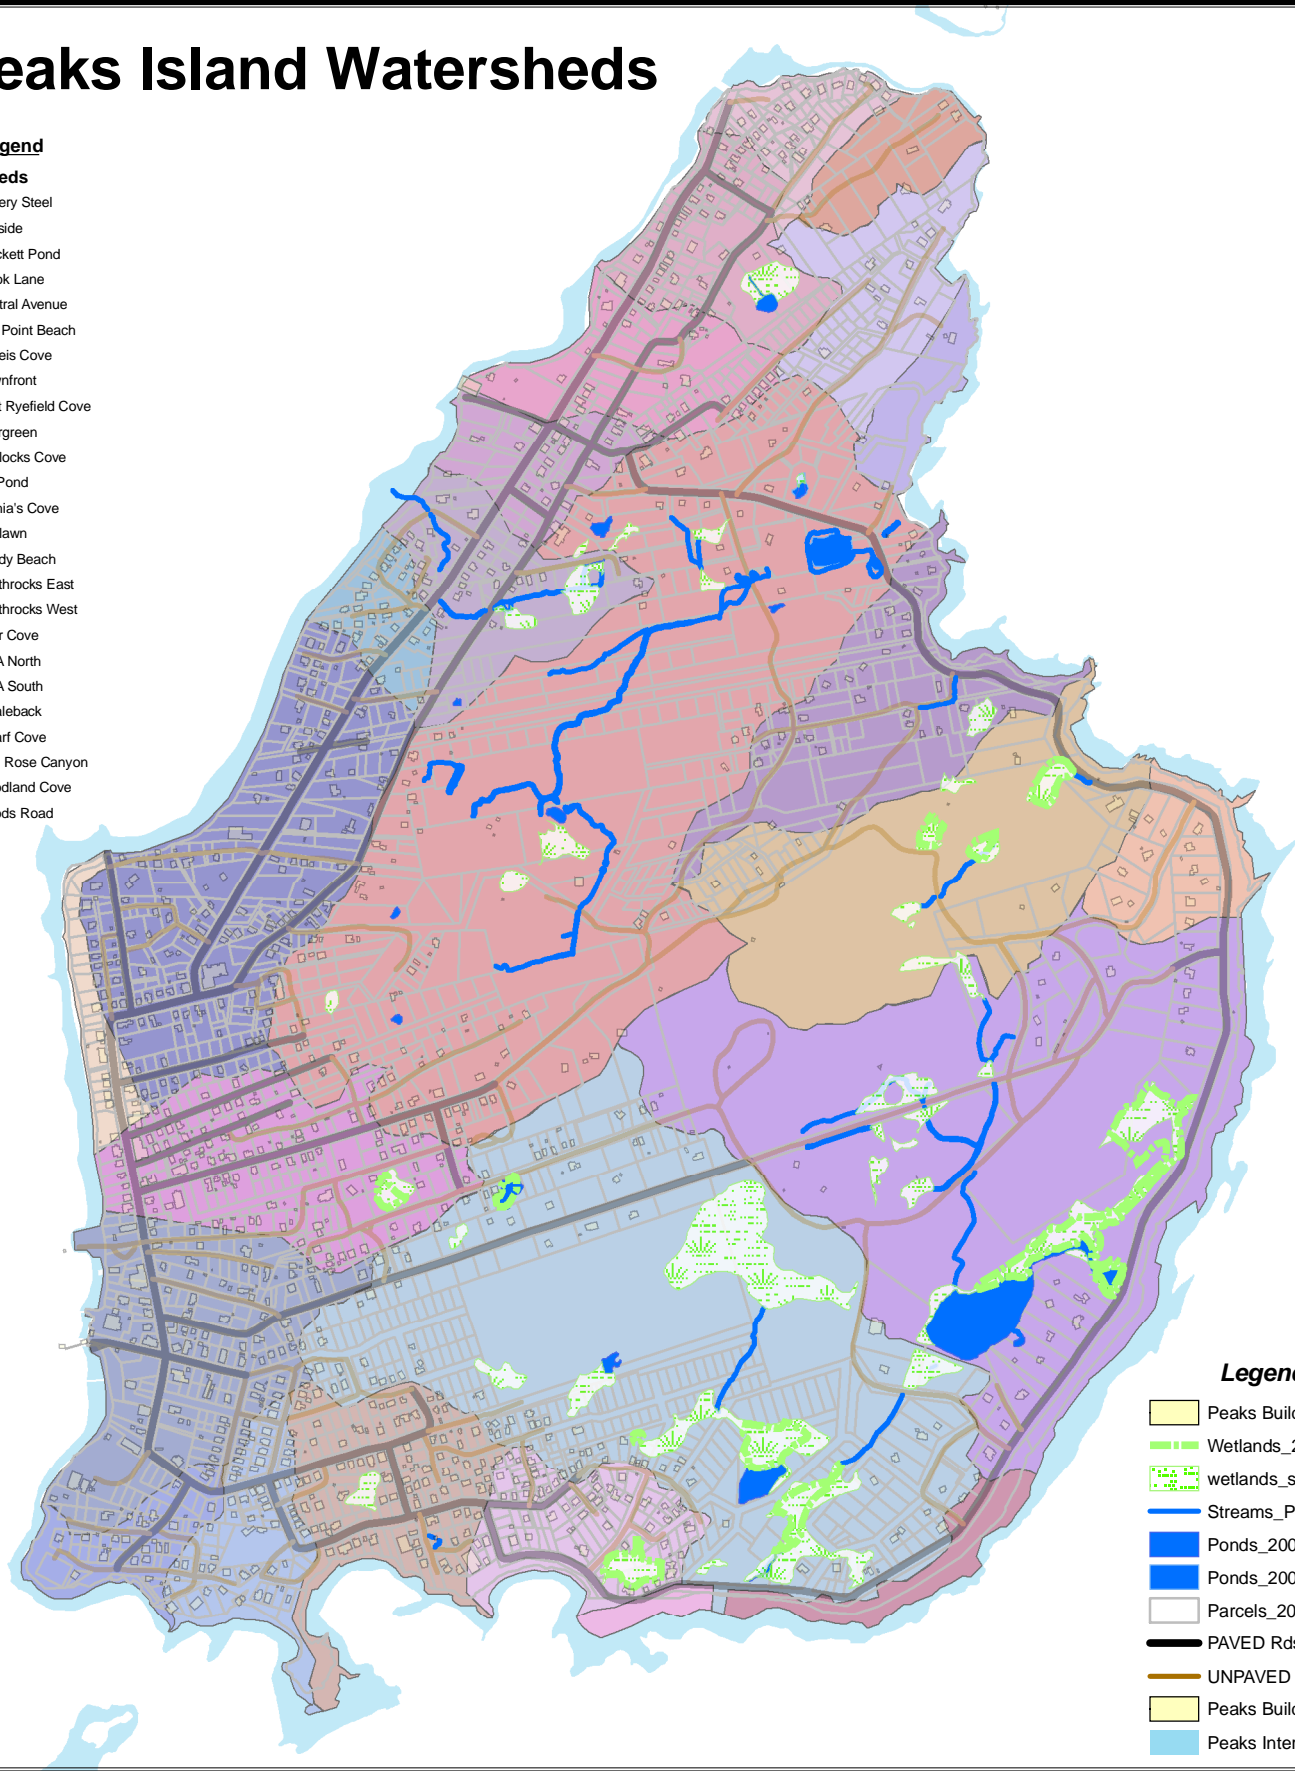 eaks Island Watersheds
gend
eds
ery Steel
side
ckett Pond
ok Lane
tral Avenue
Point Beach
eis Cove
nfront
t Ryefield Cove
rgreen
locks Cove
Pond
nia's Cove
lawn
dy Beach
throcks East
throcks West
r Cove
A North
A South
aleback
arf Cove
Rose Canyon
odland Cove
ods Road
Legen
Peaks Build
Wetlands_2
wetlands_s
Streams_P
Ponds_200
Ponds_200
Parcels_20
PAVED Rds
UNPAVED
Peaks Build
Peaks Inter